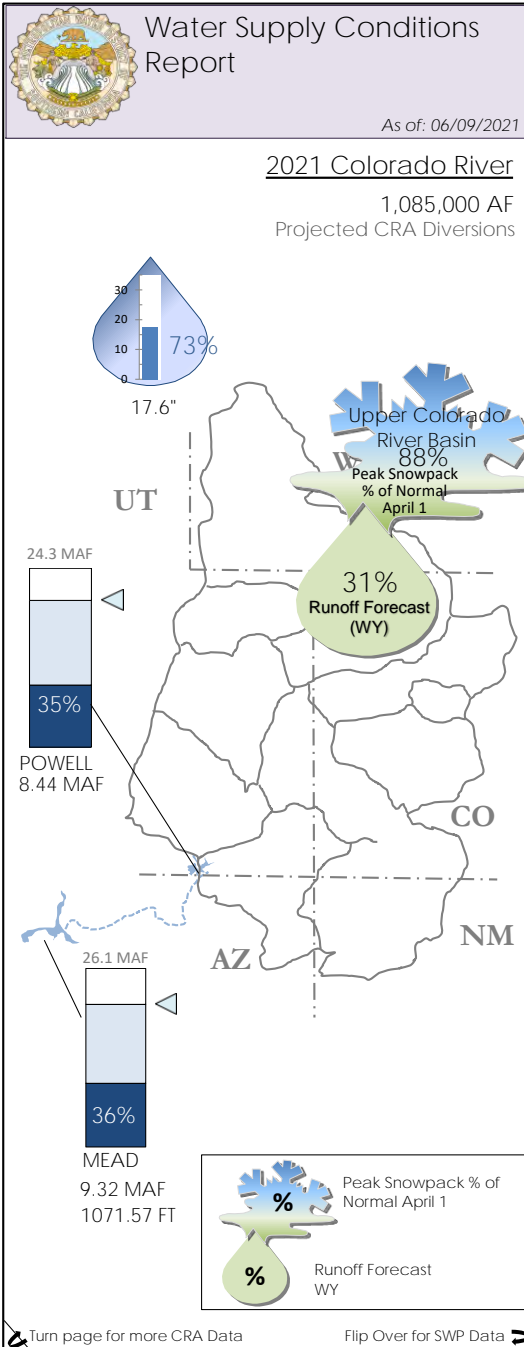 Water Supply Conditions
Report
As of: 06/09/2021
2021 Colorado River
1,085,000 AF
Projected CRA Diversions
30
20
10
0
73%
17.6"
Upper Colorado
River Basin
W
88%
Peak Snowpack
% of Normal
April 1
UT
31%
Runoff Forecast
(WY)
24.3 MAF
35%
POWELL
8.44 MAF
CO
NM
AZ
26.1 MAF
36%
MEAD
9.32 MAF
1071.57 FT
%
Peak Snowpack % of
Normal April 1
%
Runoff Forecast
WY
Turn page for more CRA Data
Flip Over for SWP Data